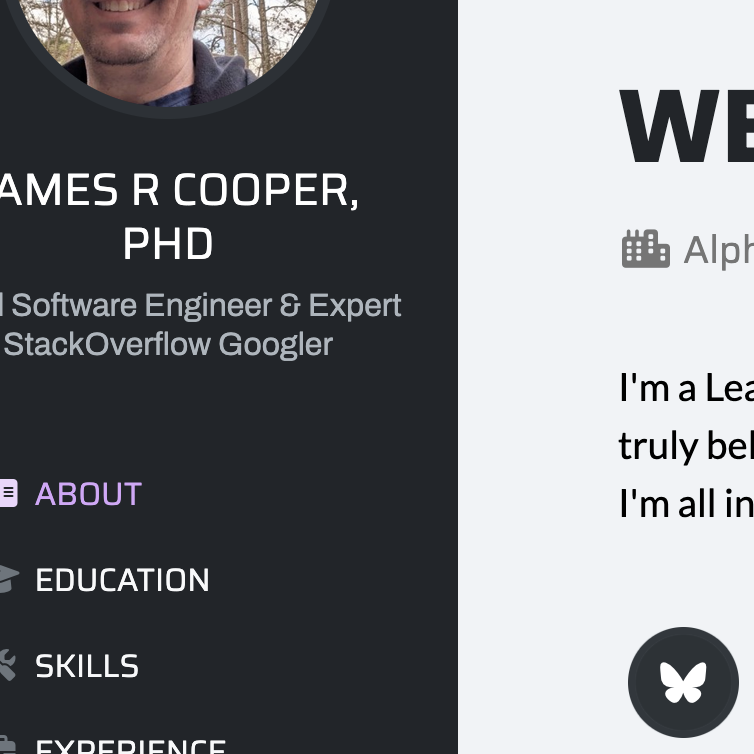 AMES R COOPER,
PHD
Software Engineer & Expert
StackOverflow Googler
ABOUT
EDUCATION
SKILLS
EXPERIENCE
WE
Alph
I'm a Lea
truly bel
I'm all in